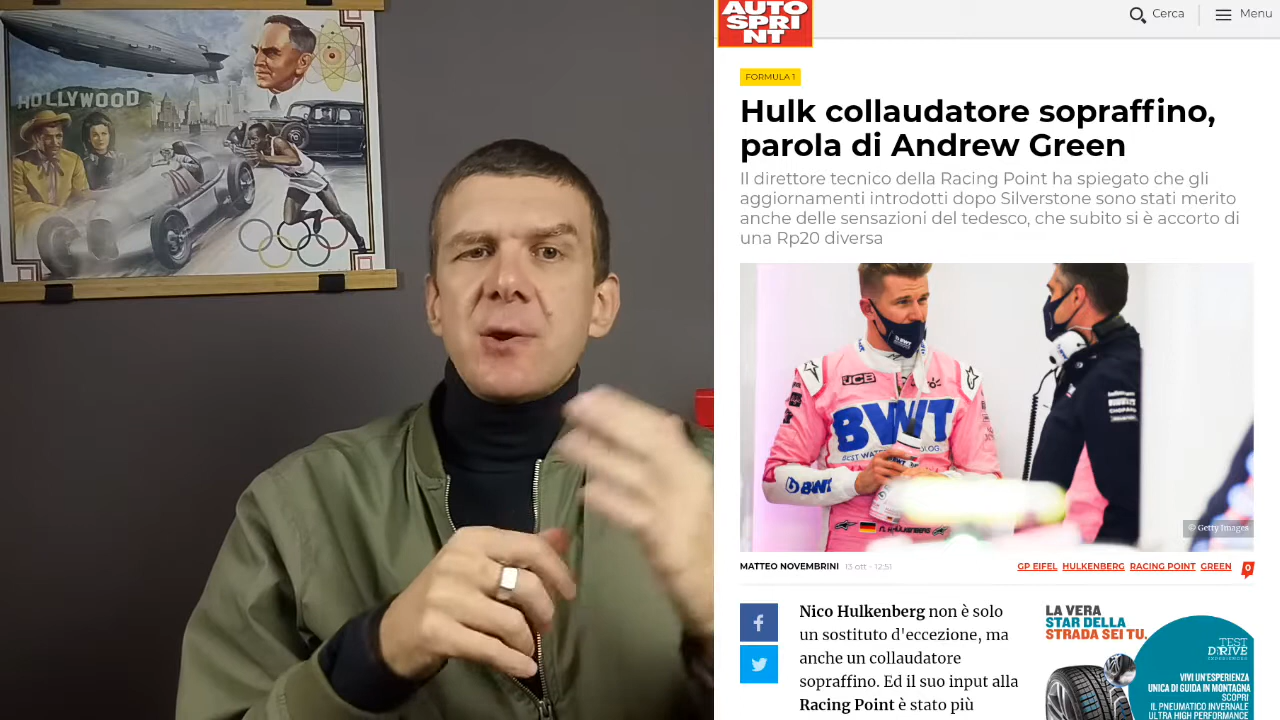 HOLLYWOOD
AUTO
SPRI
NT
Cerca
Menu
FORMULA 1
Hulk collaudatore sopraffino,
parola di Andrew Green
Il direttore tecnico della Racing Point ha spiegato che gli
aggiornamenti introdotti dopo Silverstone sono stati merito
anche delle sensazioni del tedesco, che subito si è accorto di
una Rp20 diversa
JCB
BWT
BWT
© Getty Images
MATTEO NOVEMBRINI 13 ott - 12:51
GP EIFEL HULKENBERG RACING POINT GREEN 0
Nico Hulkenberg non è solo
un sostituto d'eccezione, ma
anche un collaudatore
sopraffino. Ed il suo input alla
Racing Point è stato più
LA VERA
STAR DELLA
STRADA SEI TU.
TEST
DRIVE
EXPERIENCES
VIVI UN'ESPERIENZA
UNICA DI GUIDA IN MONTAGNA
SCOPRI
IL PNEUMATICO INVERNALE
ULTRA HIGH PERFORMANCE